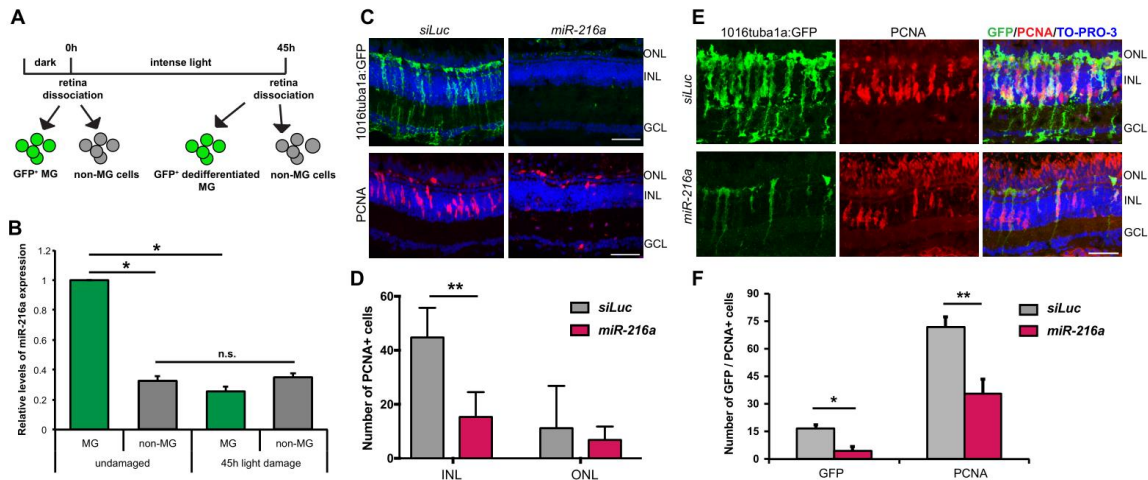 A
0h
45h
dark
intense light
retina
dissociation
retina
dissociation
GFP+ MG
non-MG cells
GFP+ dedifferentiated
MG
non-MG cells
B
Relative levels of miR-216a expression
1.2
1
0.8
0.6
0.4
0.2
0
*
*
n.s.
MG
non-MG
MG
non-MG
undamaged
45h light damage
C
siLuc
miR-216a
1016tuba1a:GFP
ONL
INL
GCL
PCNA
ONL
INL
GCL
D
Number of PCNA+ cells
60
40
20
0
**
siLuc
miR-216a
INL
ONL
E
1016tuba1a:GFP
PCNA
GFP/PCNA/TO-PRO-3
siLuc
ONL
INL
GCL
miR-216a
ONL
INL
GCL
F
Number of GFP / PCNA+ cells
90
75
60
45
30
15
0
*
**
siLuc
miR-216a
GFP
PCNA